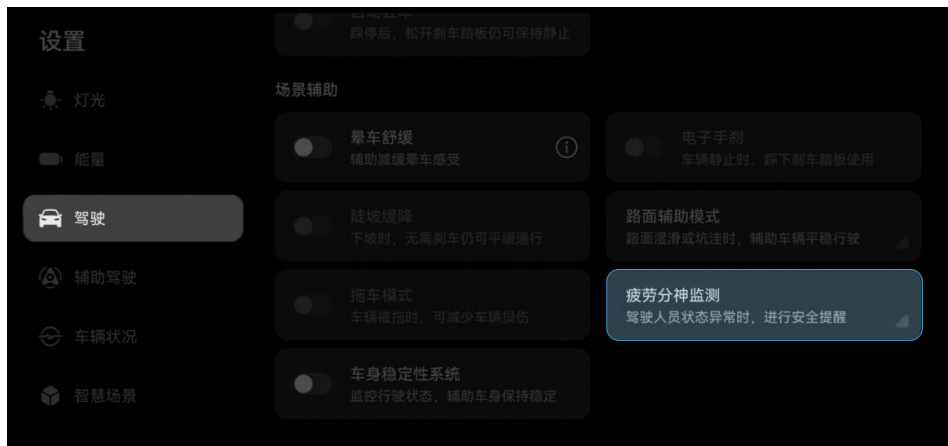 设置
灯光
能量
驾驶
辅助驾驶
车辆状况
智慧场景
踩停后，松开刹车踏板仍可保持静止
场景辅助
晕车舒缓
辅助减缓晕车感受
电子手刹
车辆静止时，踩下刹车踏板使用
陡坡缓降
下坡时，无需刹车仍可平缓通行
路面辅助模式
路面湿滑或坑洼时，辅助车辆平稳行驶
拖车模式
车辆被拖时，可减少车辆损伤
疲劳分神监测
驾驶人员状态异常时，进行安全提醒
车身稳定性系统
监控行驶状态，辅助车身保持稳定